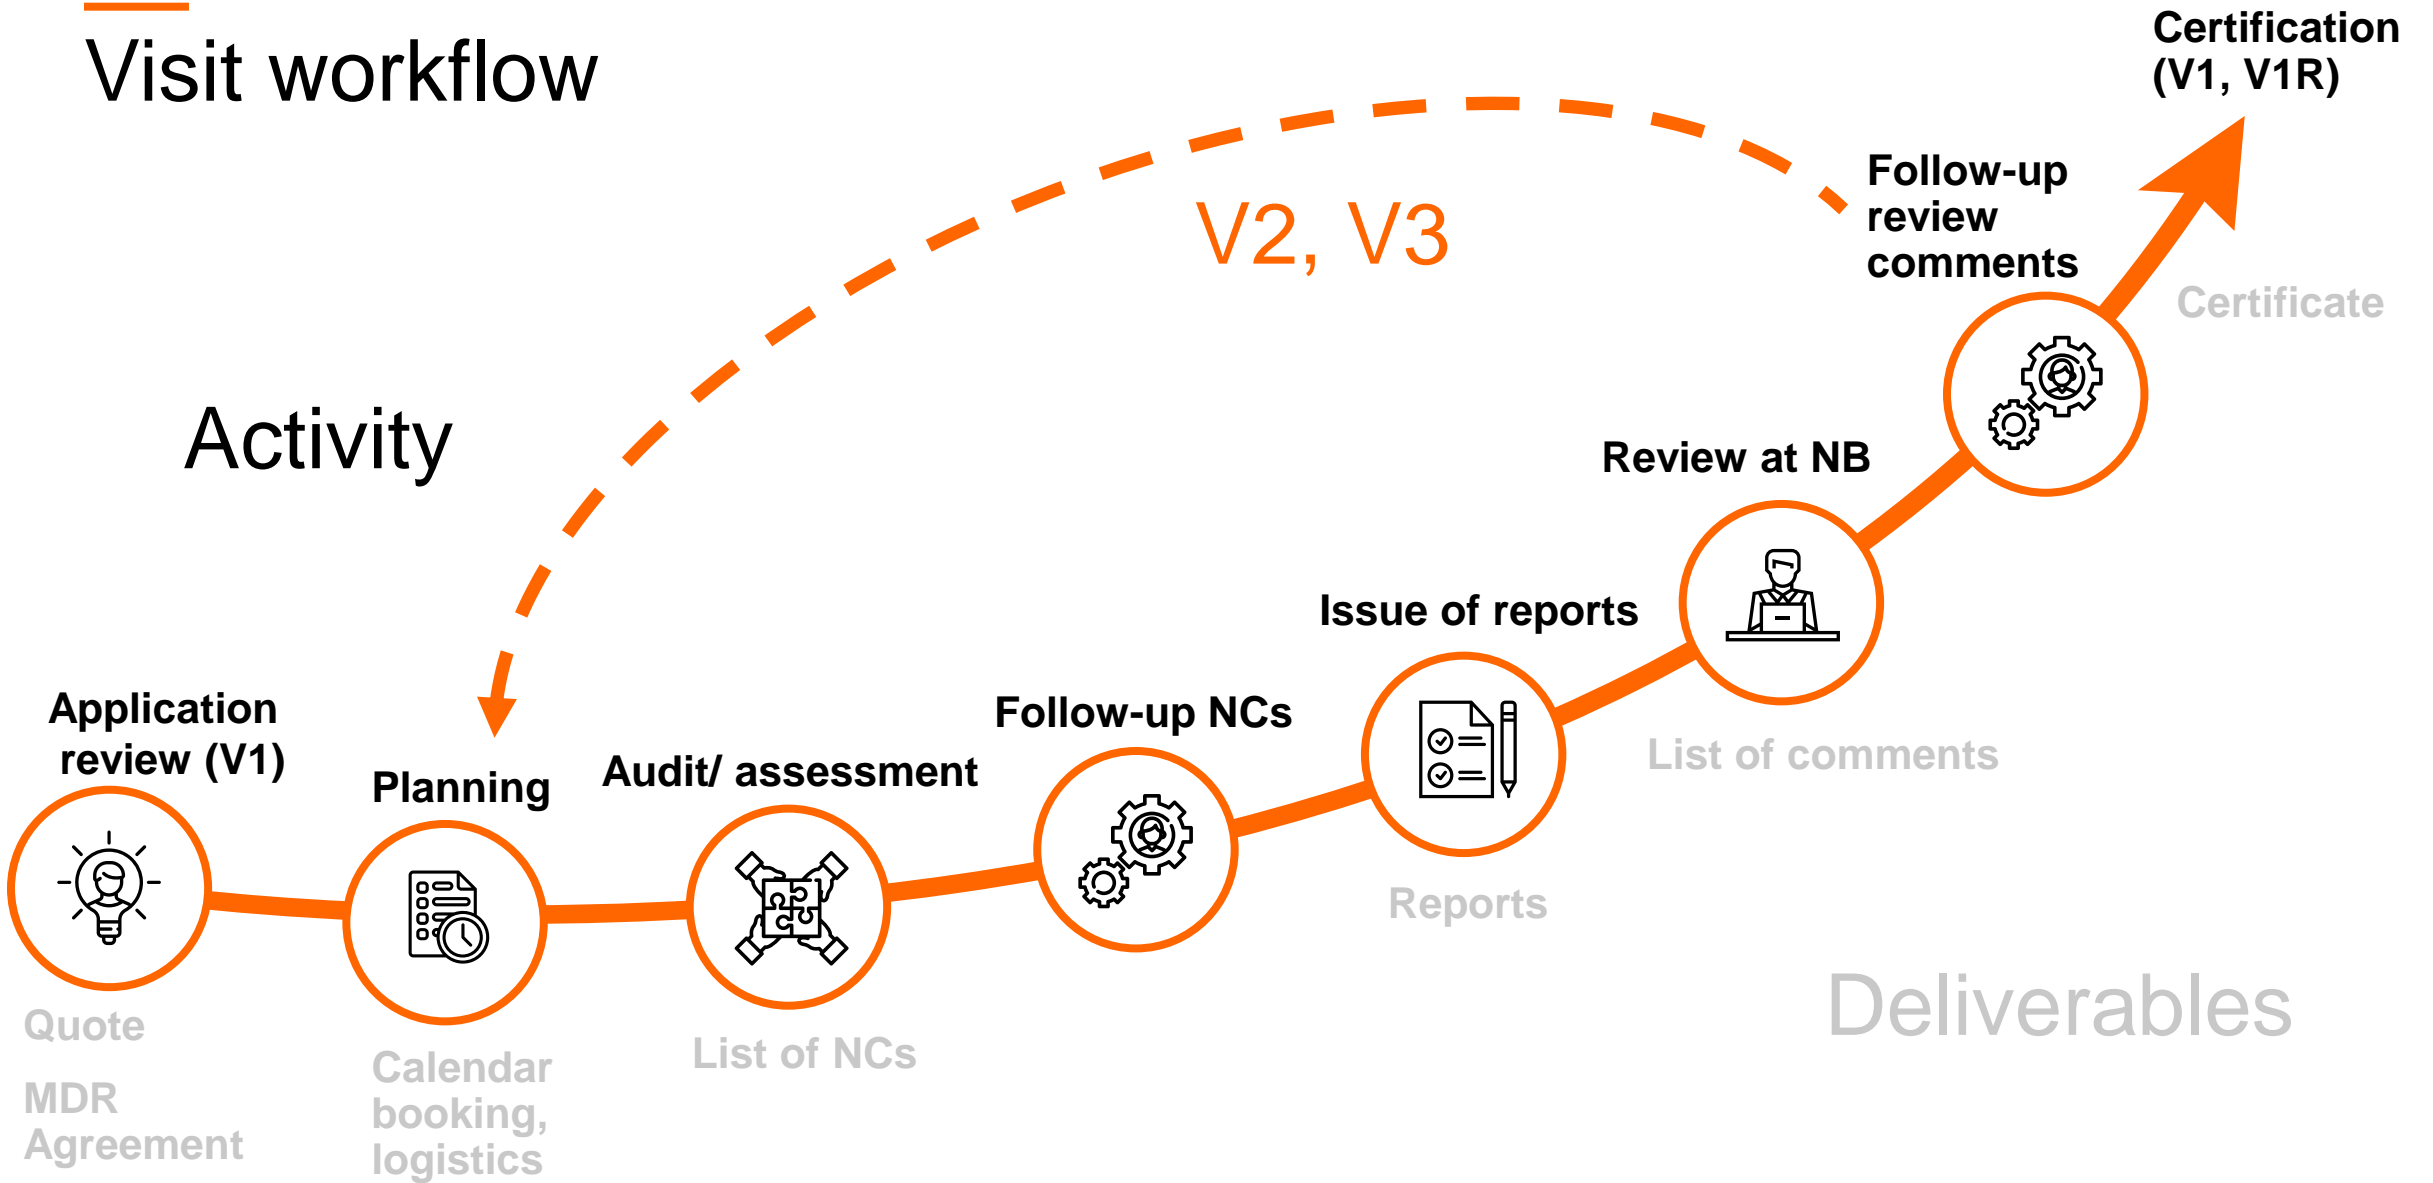 Visit workflow
Certification
(V1, V1R)
Follow-up
review
comments
V2, V3
Certificate
Activity
Review at NB
Issue of reports
Application
review (V1)
Follow-up NCs
List of comments
Planning
Audit/ assessment
Reports
Deliverables
Quote
MDR
Agreement
Calendar
booking,
logistics
List of NCs